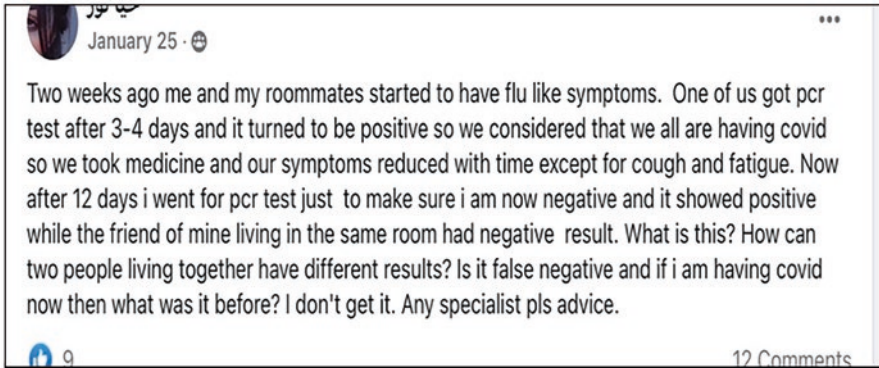 نور
January 25 ·
Two weeks ago me and my roommates started to have flu like symptoms.  One of us got pcr
test after 3-4 days and it turned to be positive so we considered that we all are having covid
so we took medicine and our symptoms reduced with time except for cough and fatigue. Now
after 12 days i went for pcr test just  to make sure i am now negative and it showed positive
while the friend of mine living in the same room had negative  result. What is this? How can
two people living together have different results? Is it false negative and if i am having covid
now then what was it before? I don't get it. Any specialist pls advice.
9 12 Comments